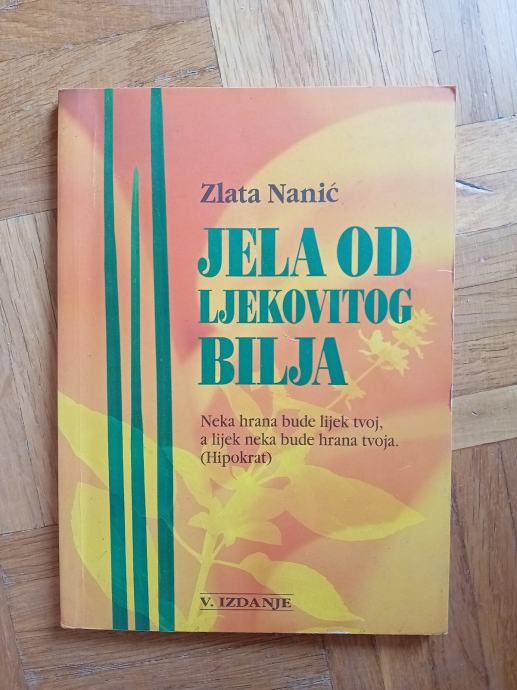 Zlata Nanić
JELA OD
LJEKOVITOG
BILJA
Neka hrana bude lijek tvoj,
a lijek neka bude hrana tvoja.
(Hipokrat)
V. IZDANJE